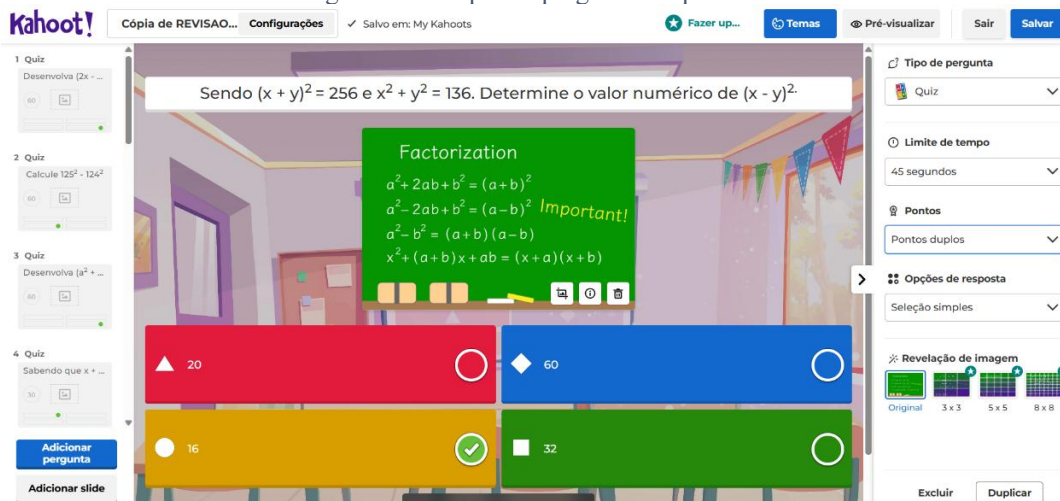 Kahoot!
Cópia de REVISAO...
Configurações
✓ Salvo em: My Kahoots
Fazer up...
Temas
Pré-visualizar
Sair
Salvar
1 Quiz
Desenvolva (2x - ...
60
2 Quiz
Calcule 125² - 124²
60
3 Quiz
Desenvolva (a² + ...
60
4 Quiz
Sabendo que x + ...
30
Adicionar
pergunta
Adicionar slide
Sendo (x + y)² = 256 e x² + y² = 136. Determine o valor numérico de (x - y)².
Factorization
a²+ 2ab+b² = (a+b)²
a²− 2ab+b² = (a−b)² Important!
a²− b² = (a+b)(a−b)
x²+(a+b)x+ab = (x+a)(x+b)
20
60
16
32
Tipo de pergunta
Quiz
Limite de tempo
45 segundos
Pontos
Pontos duplos
Opções de resposta
Seleção simples
Revelação de imagem
Original
3 x 3
5 x 5
8 x 8
Excluir
Duplicar